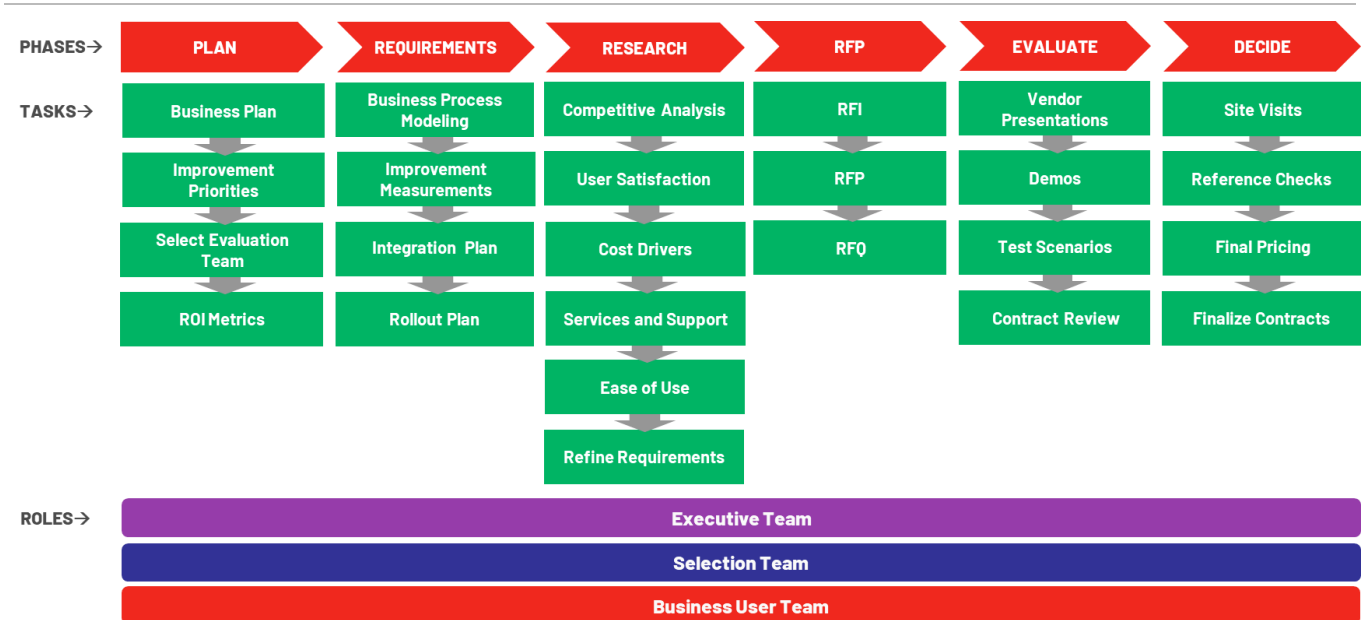 PHASES→
PLAN
REQUIREMENTS
RESEARCH
RFP
EVALUATE
DECIDE
TASKS→
Business Plan
Improvement
Priorities
Select Evaluation
Team
ROI Metrics
Business Process
Modeling
Improvement
Measurements
Integration Plan
Rollout Plan
Competitive Analysis
User Satisfaction
Cost Drivers
Services and Support
Ease of Use
Refine Requirements
RFI
RFP
RFQ
Vendor
Presentations
Demos
Test Scenarios
Contract Review
Site Visits
Reference Checks
Final Pricing
Finalize Contracts
ROLES→
Executive Team
Selection Team
Business User Team